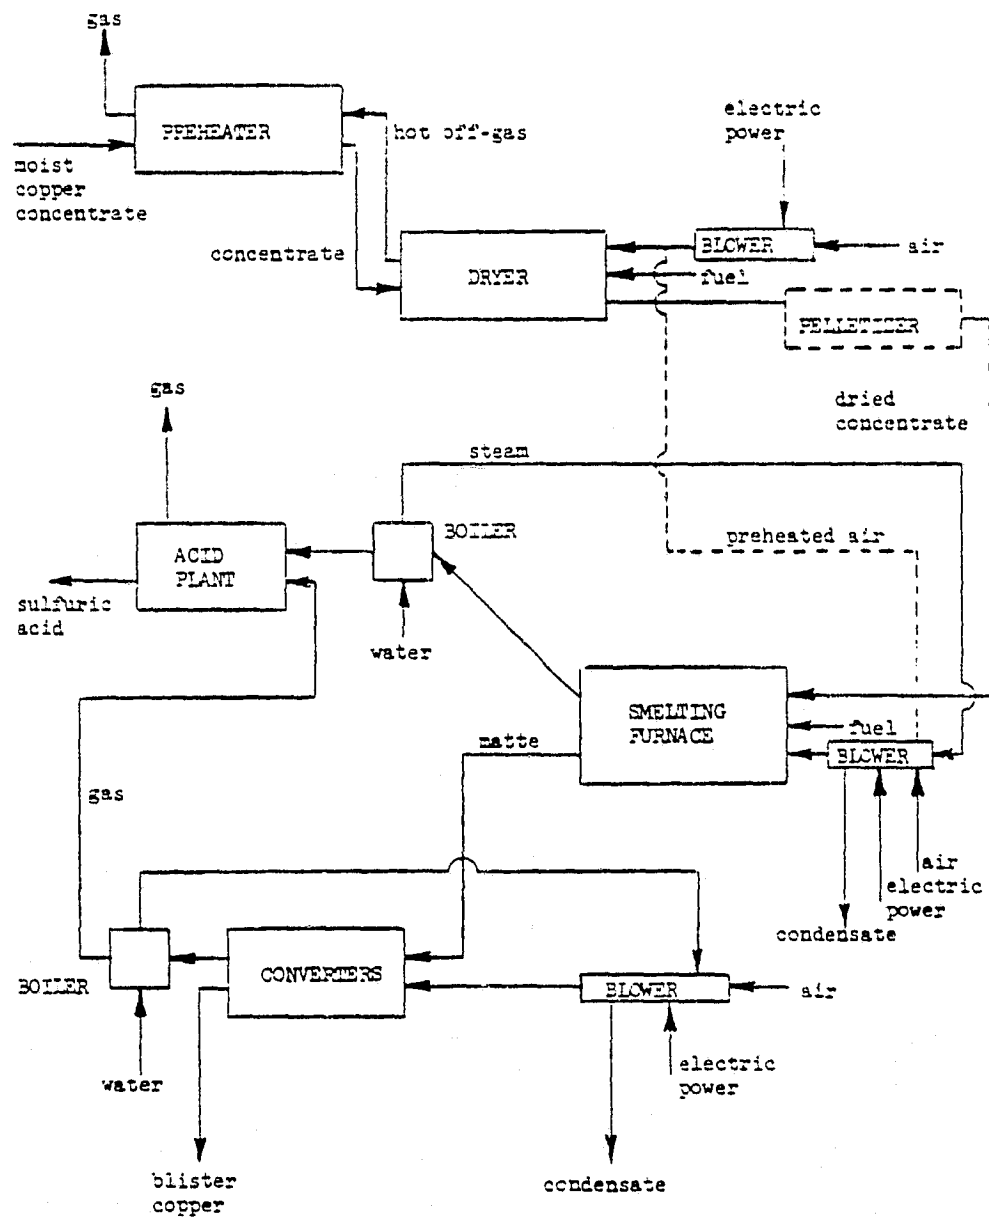 gas
PREHEATER
hot off-gas
electric
power
moist
copper
concentrate
concentrate
BLOWER
air
DRYER
fuel
PELLETIZER
gas
dried
concentrate
steam
BOILER
preheated air
ACID
PLANT
sulfuric
acid
water
SMELTING
FURNACE
fuel
matte
BLOWER
gas
air
electric
power
condensate
CONVERTERS
BOILER
BLOWER
air
water
electric
power
blister
copper
condensate